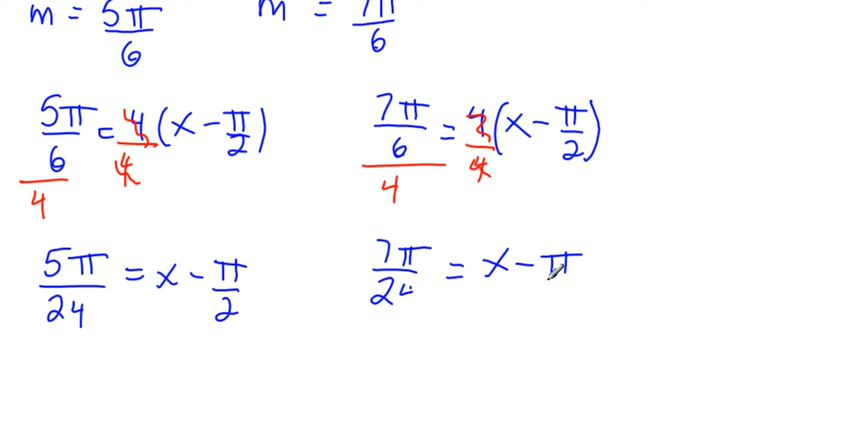 m = 5π/6    m = 7π/6
5π/6 / 4 = 4/4 (x - π/2)    7π/6 / 4 = 4/4 (x - π/2)
5π/24 = x - π/2    7π/24 = x - π